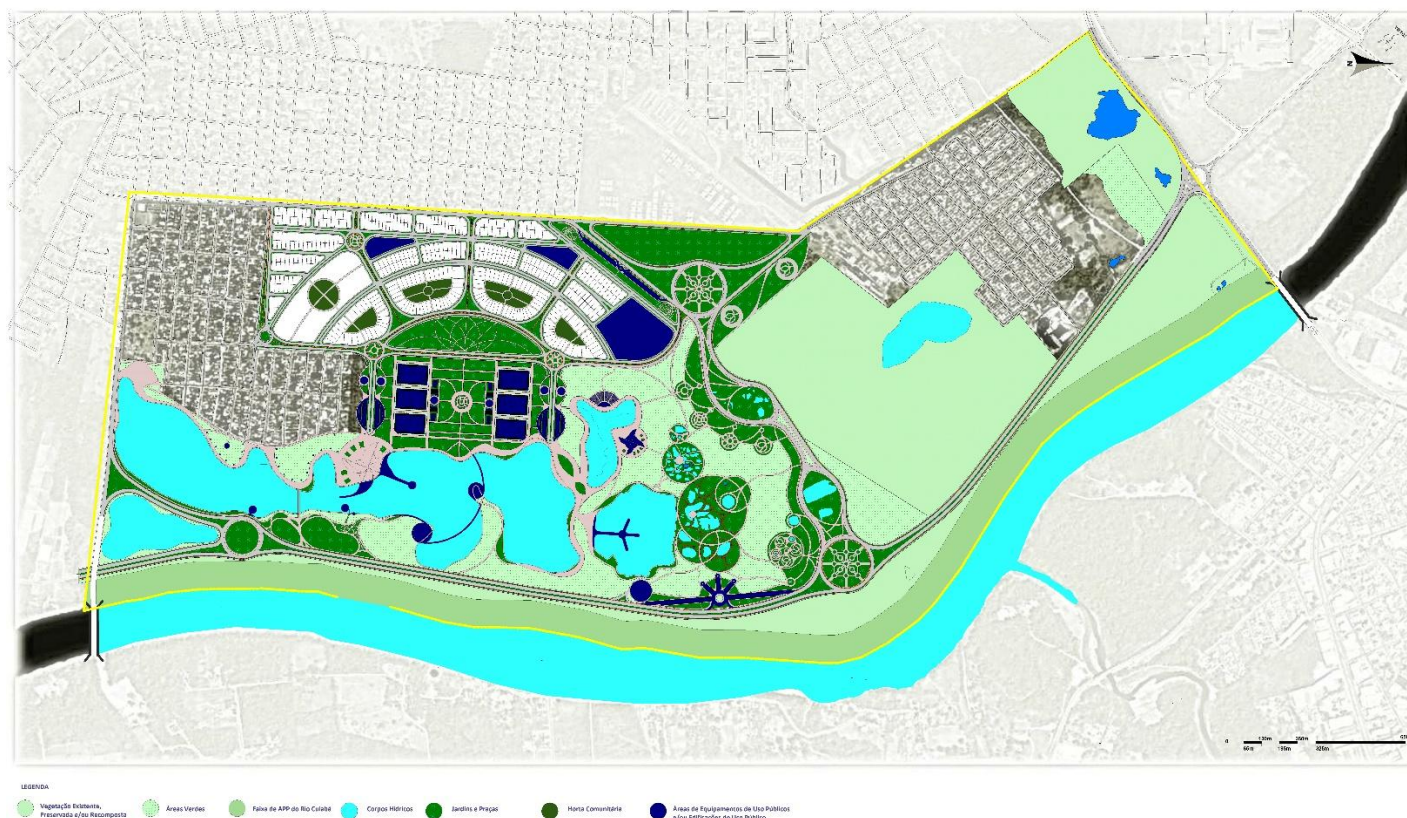 N
0
LEGENDA
Vegetação Existente,
Preservada e/ou Recomposta
Áreas Verdes
Faixa de APP do Rio Cuiabá
Corpos Hídricos
Jardins e Praças
Horta Comunitária
Áreas de Equipamentos de Uso Públicos
e/ou Edificações de Uso Público